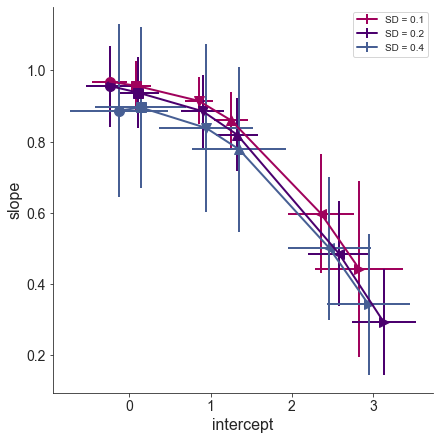 SD = 0.1
SD = 0.2
SD = 0.4
1.0
0.8
0.6
0.4
0.2
slope
0
1
2
3
intercept